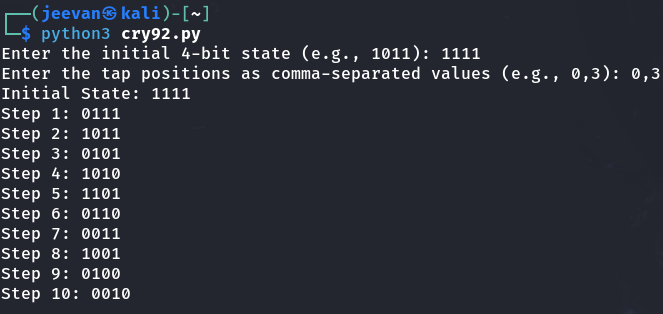 ┌──(jeevan㉿kali)-[~]
└─$ python3 cry92.py
Enter the initial 4-bit state (e.g., 1011): 1111
Enter the tap positions as comma-separated values (e.g., 0,3): 0,3
Initial State: 1111
Step 1: 0111
Step 2: 1011
Step 3: 0101
Step 4: 1010
Step 5: 1101
Step 6: 0110
Step 7: 0011
Step 8: 1001
Step 9: 0100
Step 10: 0010